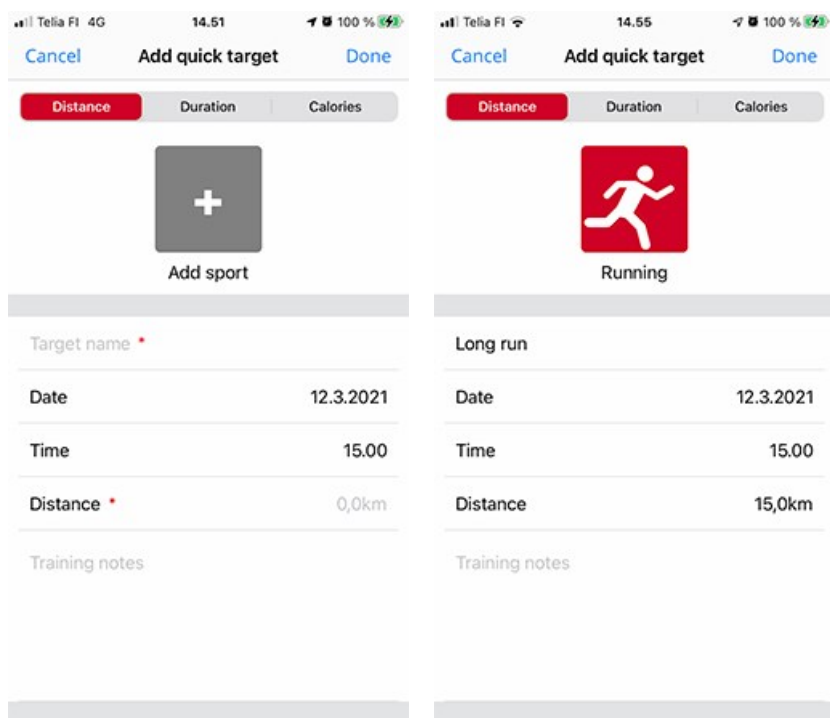 Telia FI 4G 14.51 100 %
Cancel Add quick target Done
Distance Duration Calories
+
Add sport
Target name *
Date 12.3.2021
Time 15.00
Distance * 0,0km
Training notes
Telia FI 14.55 100 %
Cancel Add quick target Done
Distance Duration Calories
Running
Long run
Date 12.3.2021
Time 15.00
Distance 15,0km
Training notes